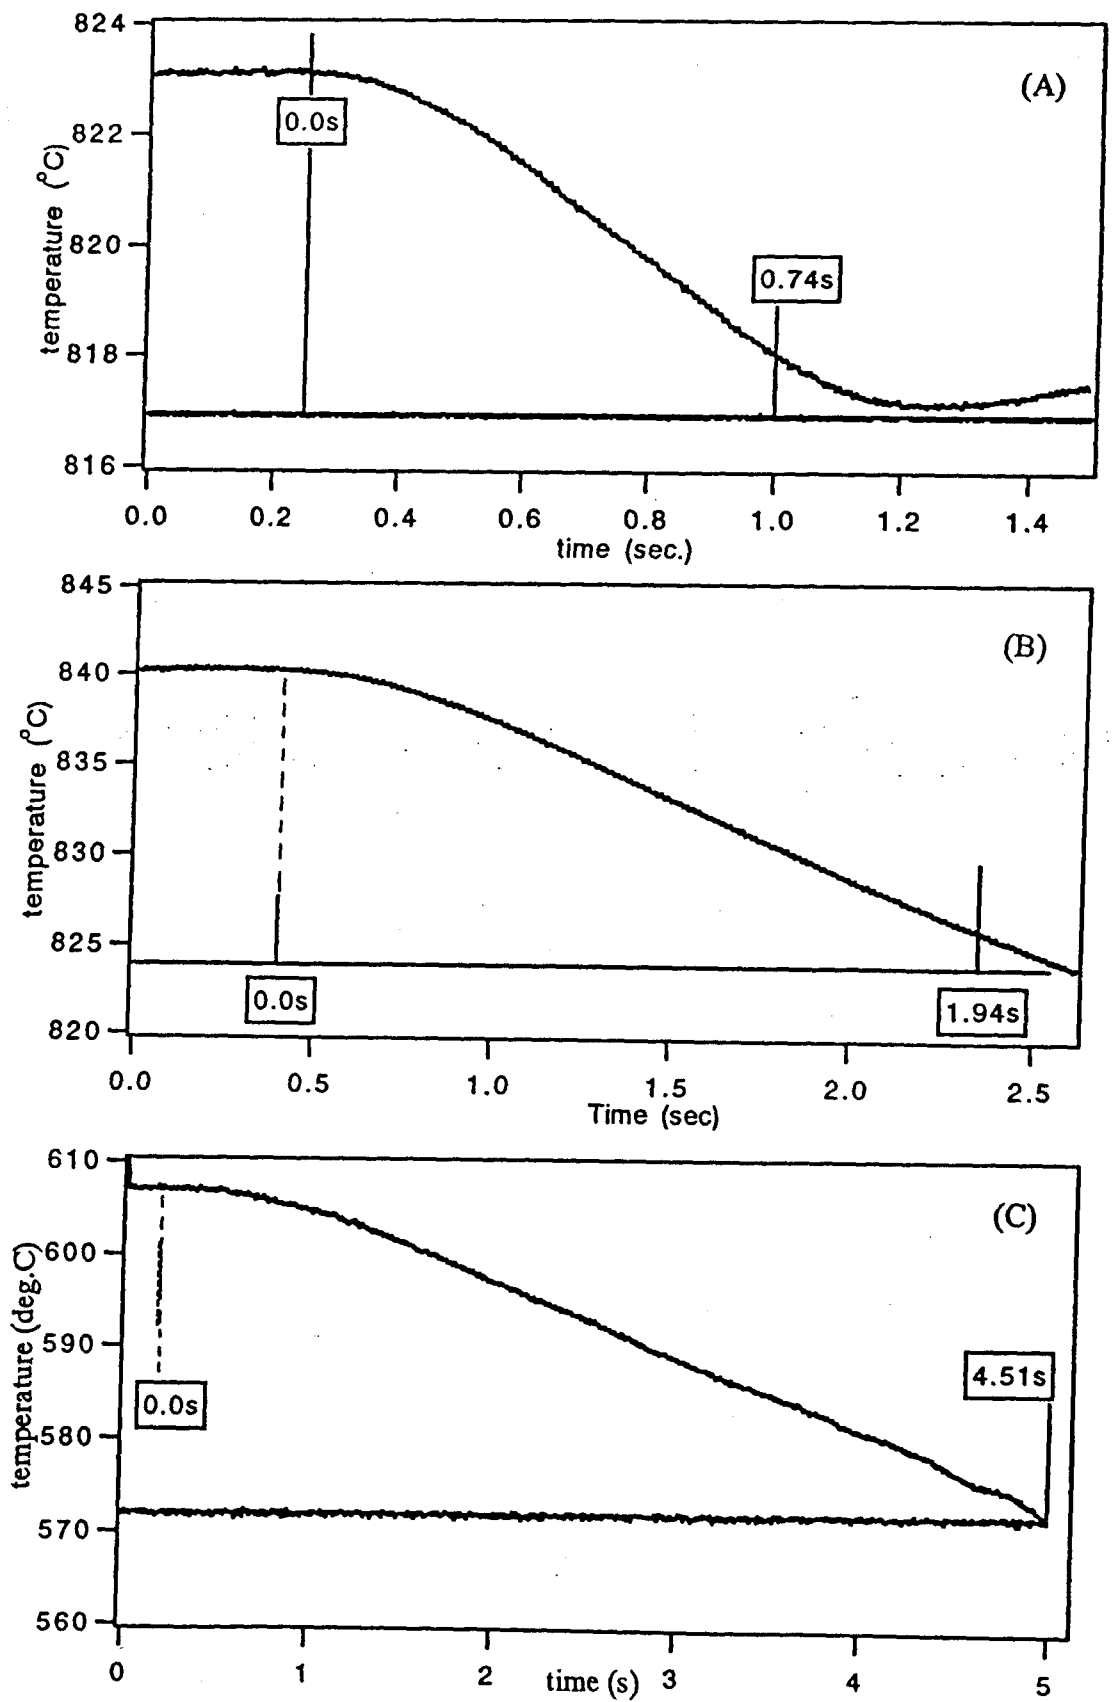 824
(A)
0.0s
822
temperature (°C)
820
0.74s
818
816
0.0 0.2 0.4 0.6 0.8 1.0 1.2 1.4
time (sec.)
845
(B)
840
temperature (°C)
835
830
825
0.0s
1.94s
820
0.0 0.5 1.0 1.5 2.0 2.5
Time (sec)
610
(C)
600
temperature (deg.C)
590
4.51s
0.0s
580
570
560
0 1 2 3 4 5
time (s)